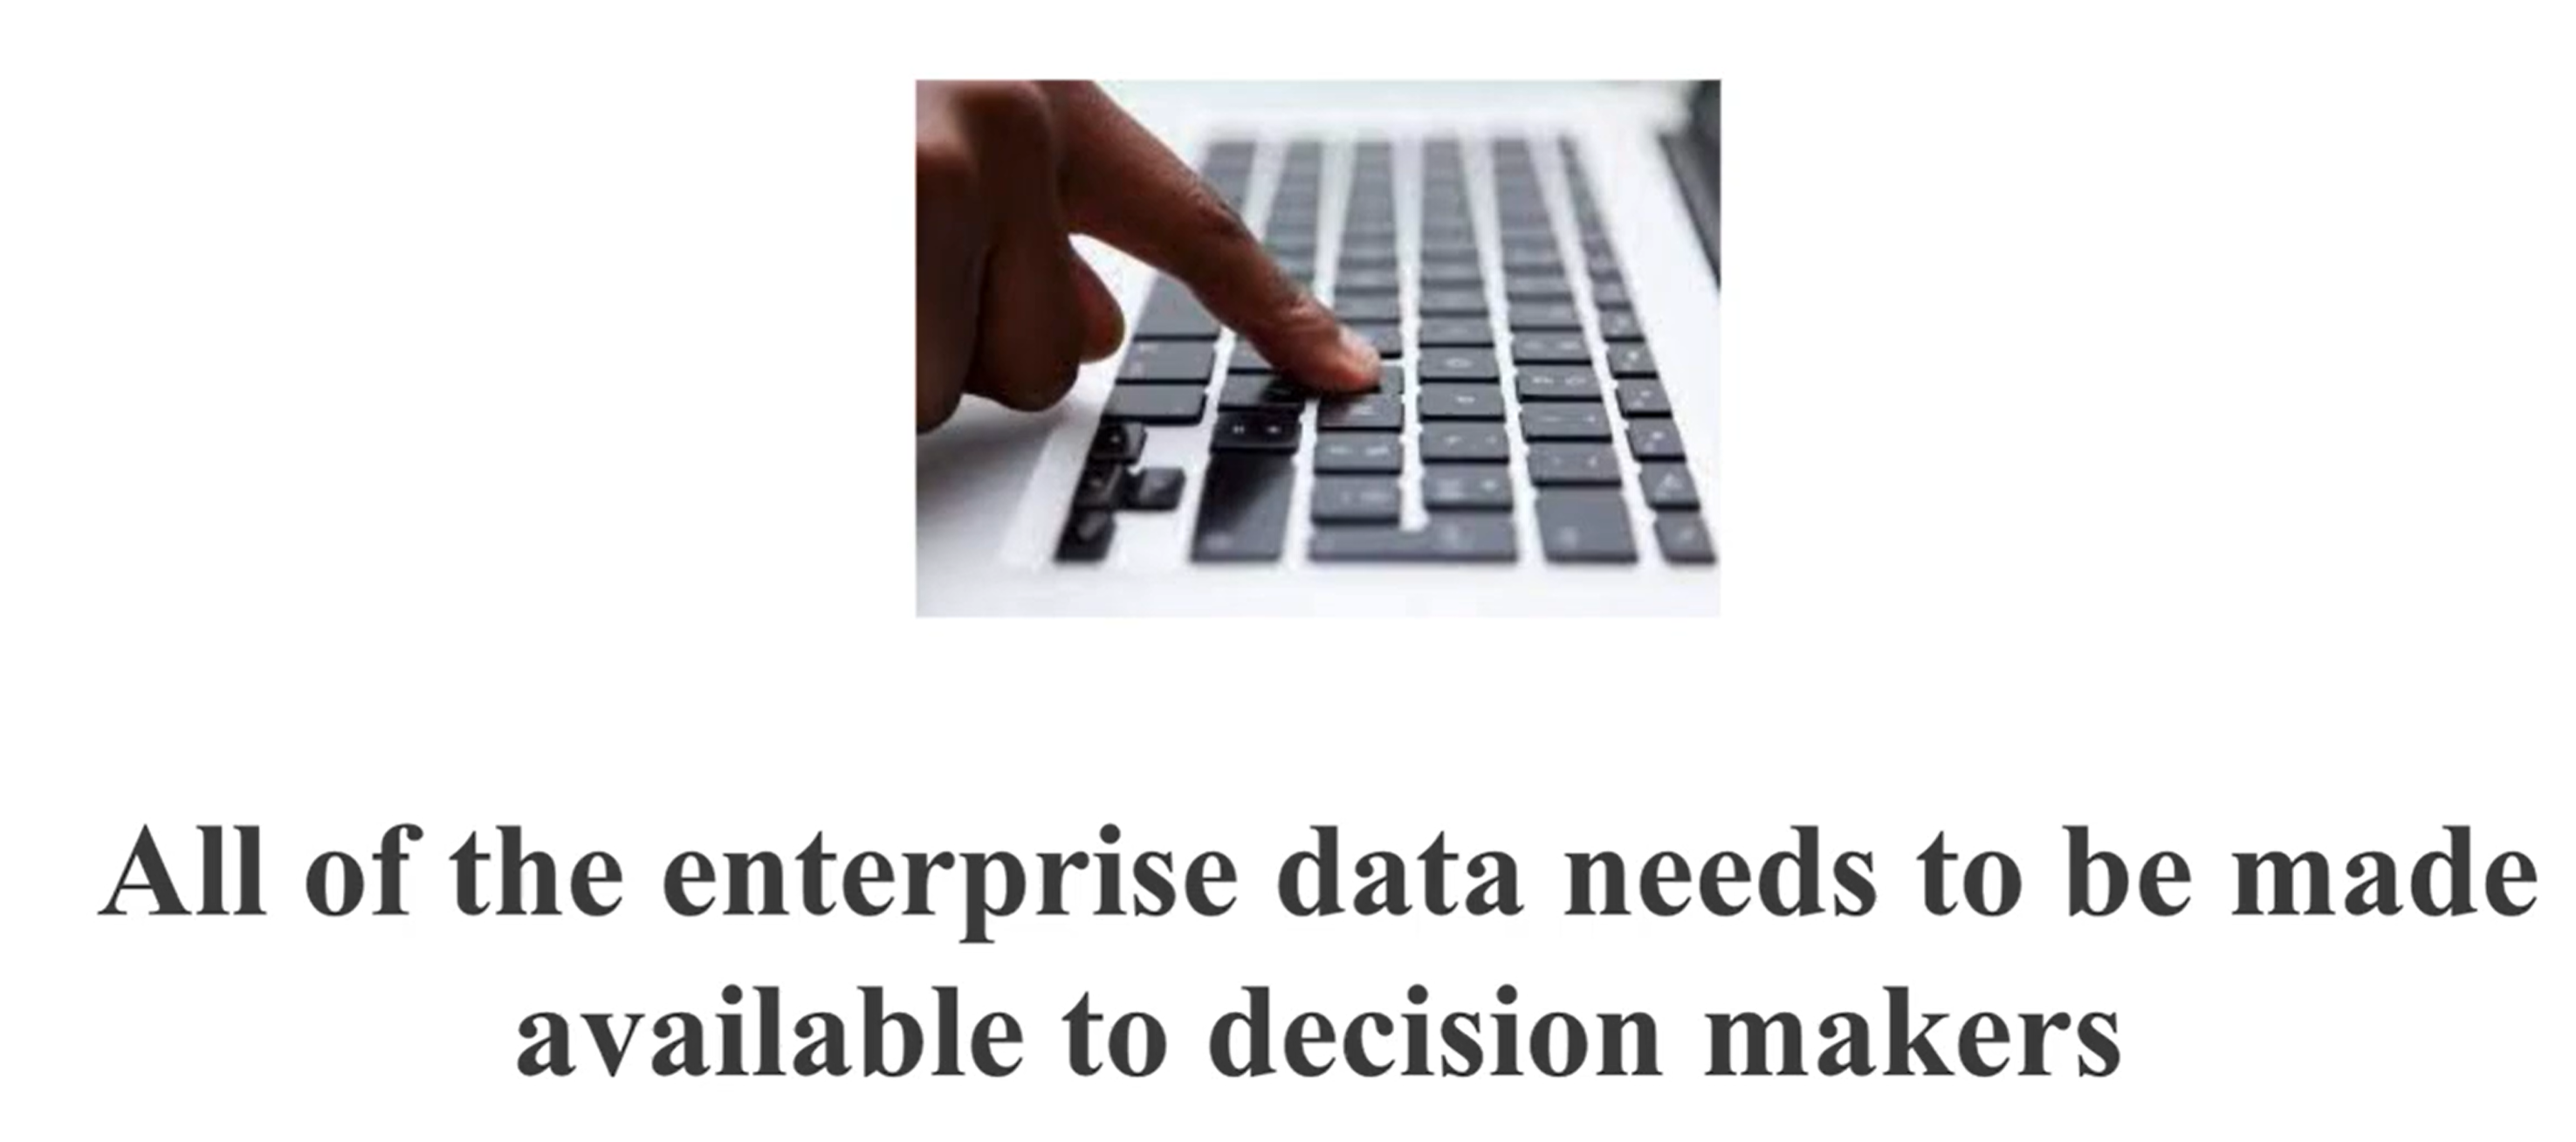 All of the enterprise data needs to be made
available to decision makers